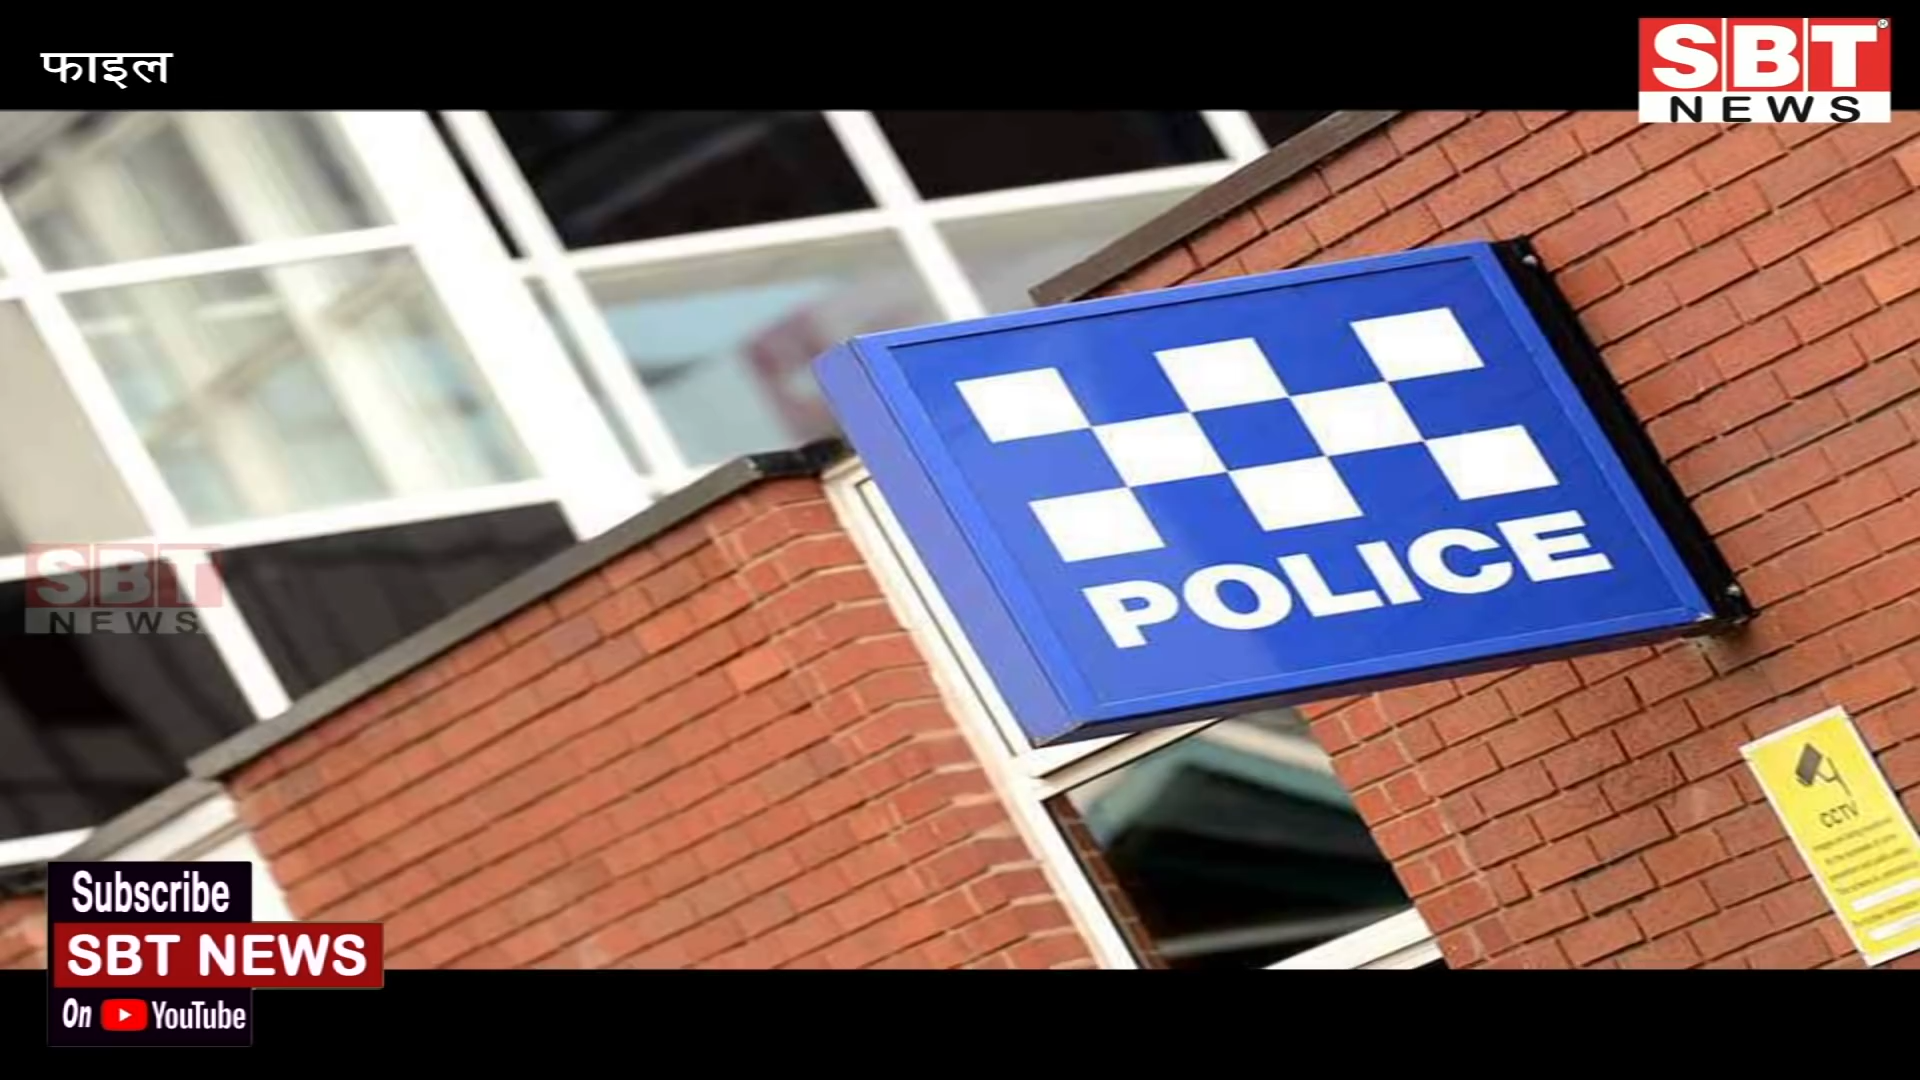 फाइल
SBT
NEWS
SBT
NEWS
POLICE
CCTV
Subscribe
SBT NEWS
On YouTube